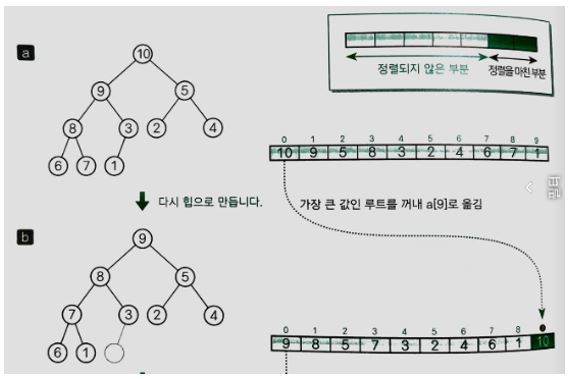 정렬되지 않은 부분 정렬을 마친 부분
a
10
9 5
8 3 2 4
6 7 1
0 1 2 3 4 5 6 7 8 9
10 9 5 8 3 2 4 6 7 1
다시 힙으로 만듭니다.
가장 큰 값인 루트를 꺼내 a[9]로 옮김
b
9
8 5
7 3 2 4
6 1
0 1 2 3 4 5 6 7 8
9 8 5 7 3 2 4 6 1 10